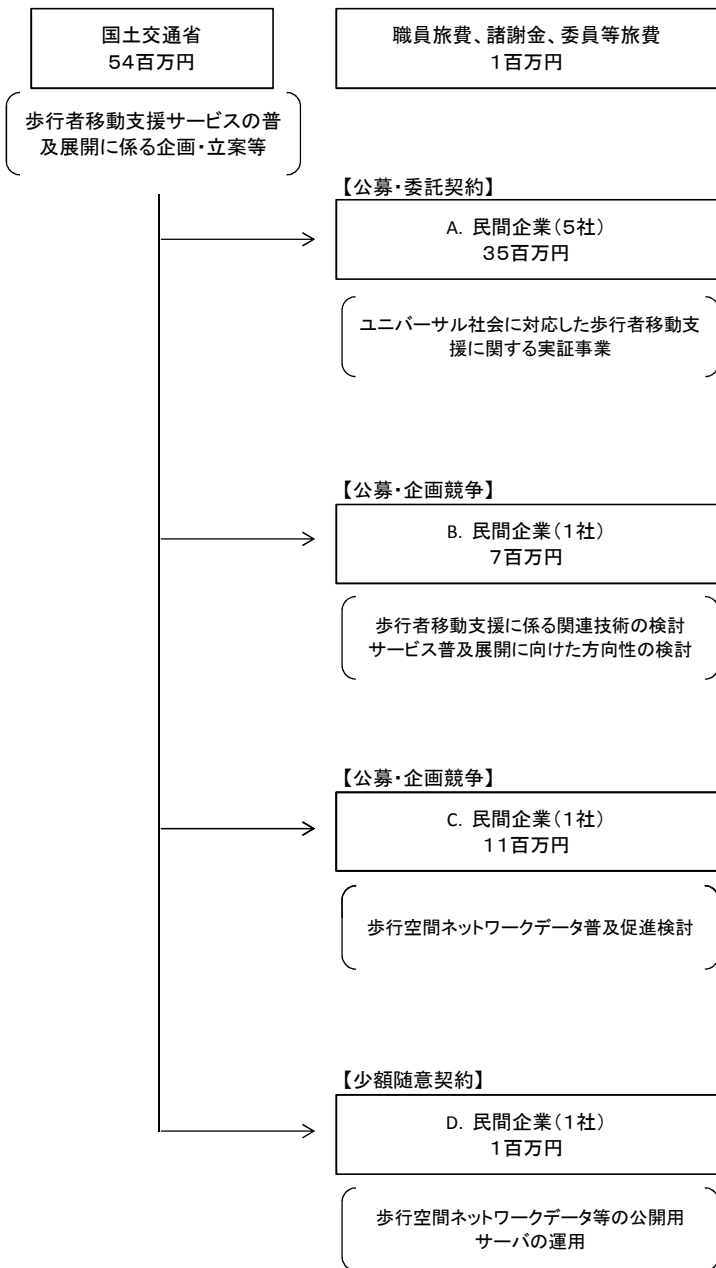 国土交通省
54百万円
職員旅費、諸謝金、委員等旅費
1百万円
歩行者移動支援サービスの普
及展開に係る企画・立案等
【公募・委託契約】
A. 民間企業(5社)
35百万円
ユニバーサル社会に対応した歩行者移動支
援に関する実証事業
【公募・企画競争】
B. 民間企業(1社)
7百万円
歩行者移動支援に係る関連技術の検討
サービス普及展開に向けた方向性の検討
【公募・企画競争】
C. 民間企業(1社)
11百万円
歩行空間ネットワークデータ普及促進検討
【少額随意契約】
D. 民間企業(1社)
1百万円
歩行空間ネットワークデータ等の公開用
サーバの運用